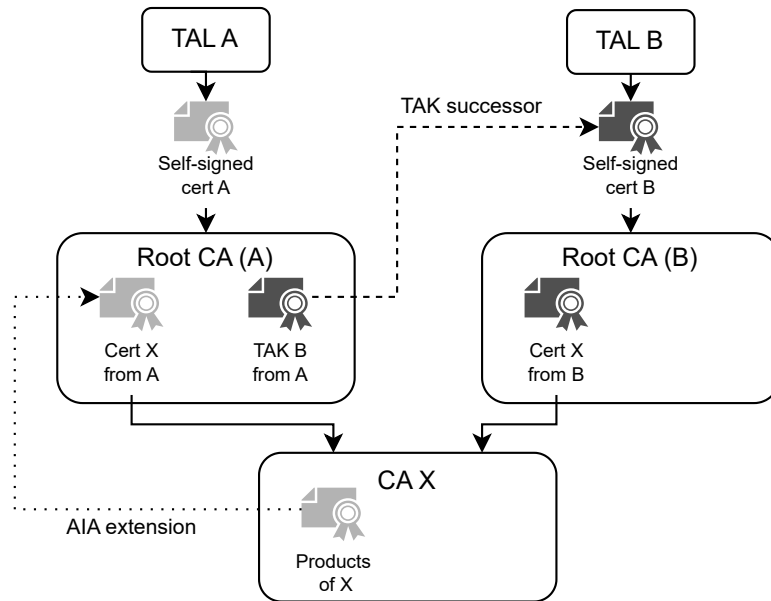 TAL A
TAL B
TAK successor
Self-signed
cert A
Self-signed
cert B
Root CA (A)
Root CA (B)
Cert X
from A
TAK B
from A
Cert X
from B
CA X
AIA extension
Products
of X